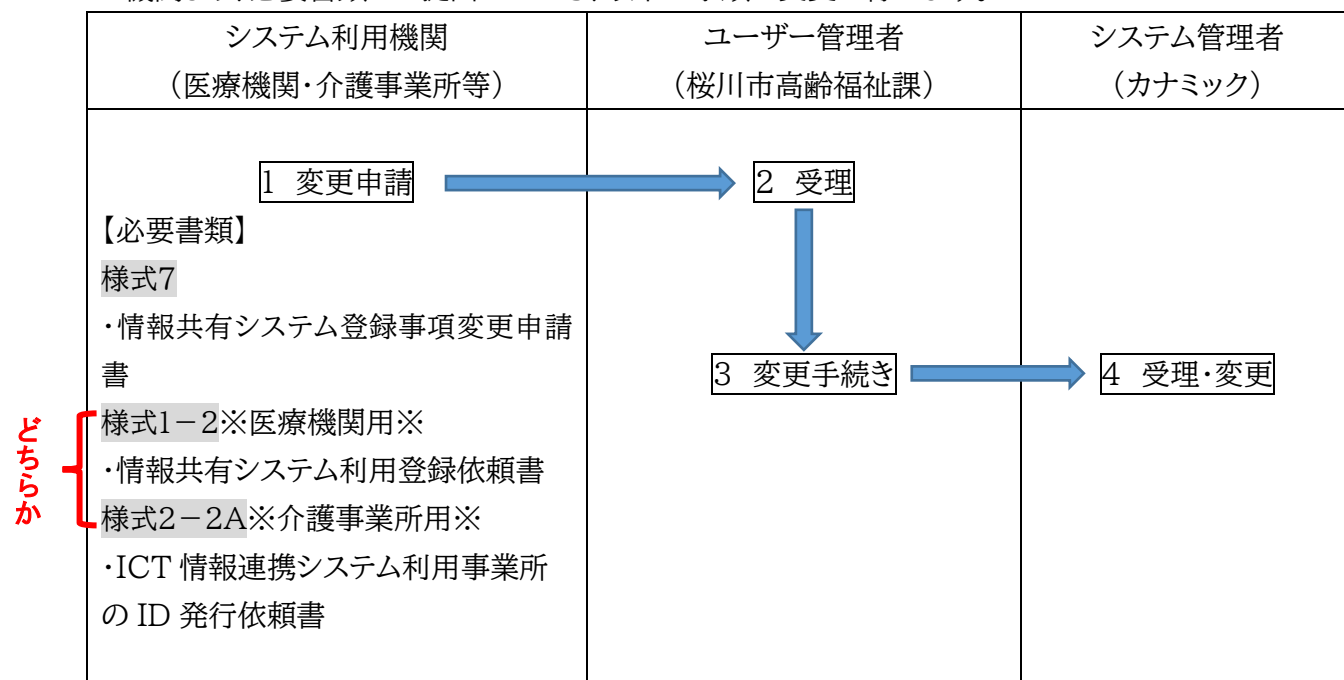 システム利用機関
（医療機関・介護事業所等）
ユーザー管理者
（桜川市高齢福祉課）
システム管理者
（カナミック）
1　変更申請
2　受理
【必要書類】
様式7
・情報共有システム登録事項変更申請
書
3　変更手続き
4　受理・変更
どちらか
様式1－2※医療機関用※
・情報共有システム利用登録依頼書
様式2－2A※介護事業所用※
・ICT 情報連携システム利用事業所
の ID 発行依頼書